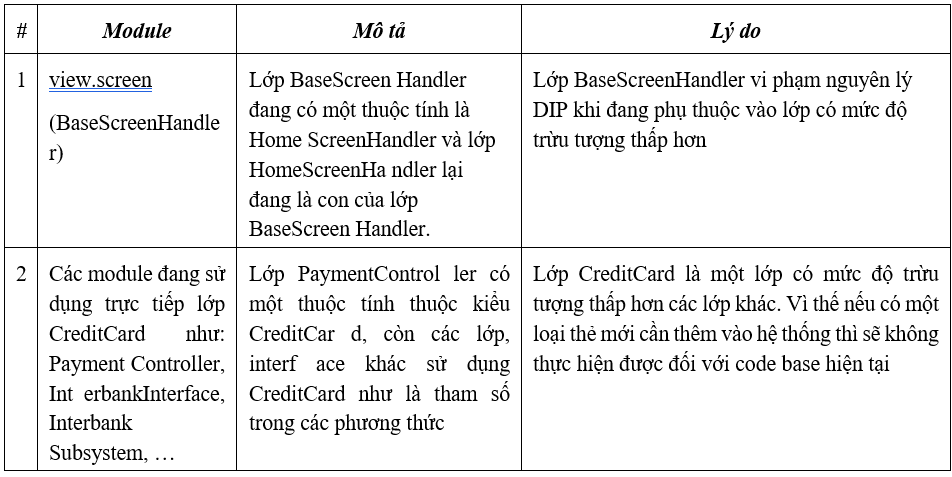 # Module Mô tả Lý do
1 view.screen
(BaseScreenHandle
r)
Lớp BaseScreen Handler
đang có một thuộc tính là
Home ScreenHandler và lớp
HomeScreenHa ndler lại
đang là con của lớp
BaseScreen Handler.
Lớp BaseScreenHandler vi phạm nguyên lý
DIP khi đang phụ thuộc vào lớp có mức độ
trừu tượng thấp hơn
2 Các module đang sử
dụng trực tiếp lớp
CreditCard như:
Payment Controller,
Int erbankInterface,
Interbank
Subsystem, …
Lớp PaymentControl ler có
một thuộc tính thuộc kiểu
CreditCar d, còn các lớp,
interf ace khác sử dụng
CreditCard như là tham số
trong các phương thức
Lớp CreditCard là một lớp có mức độ trừu
tượng thấp hơn các lớp khác. Vì thế nếu có một
loại thẻ mới cần thêm vào hệ thống thì sẽ không
thực hiện được đối với code base hiện tại